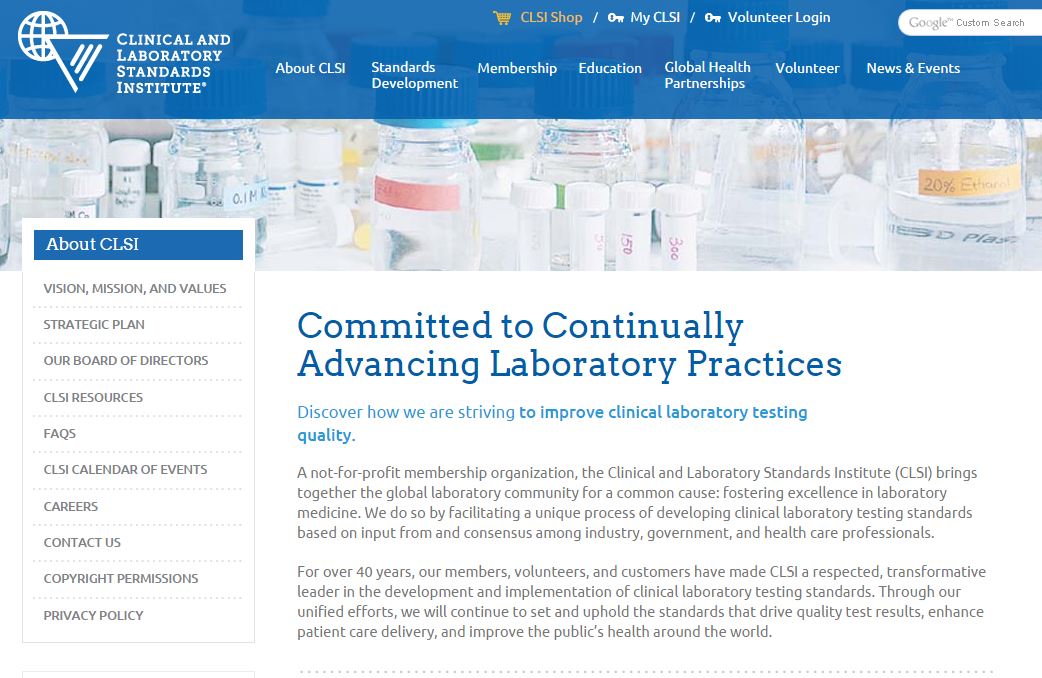 CLSI Shop / My CLSI / Volunteer Login
Google™ Custom Search
CLINICAL AND
LABORATORY
STANDARDS
INSTITUTE®
About CLSI
Standards
Development
Membership
Education
Global Health
Partnerships
Volunteer
News & Events
0.1 M
20% Ethanol
150
300
About CLSI
VISION, MISSION, AND VALUES
STRATEGIC PLAN
OUR BOARD OF DIRECTORS
CLSI RESOURCES
FAQS
CLSI CALENDAR OF EVENTS
CAREERS
CONTACT US
COPYRIGHT PERMISSIONS
PRIVACY POLICY
Committed to Continually
Advancing Laboratory Practices
Discover how we are striving to improve clinical laboratory testing
quality.
A not-for-profit membership organization, the Clinical and Laboratory Standards Institute (CLSI) brings
together the global laboratory community for a common cause: fostering excellence in laboratory
medicine. We do so by facilitating a unique process of developing clinical laboratory testing standards
based on input from and consensus among industry, government, and health care professionals.
For over 40 years, our members, volunteers, and customers have made CLSI a respected, transformative
leader in the development and implementation of clinical laboratory testing standards. Through our
unified efforts, we will continue to set and uphold the standards that drive quality test results, enhance
patient care delivery, and improve the public's health around the world.